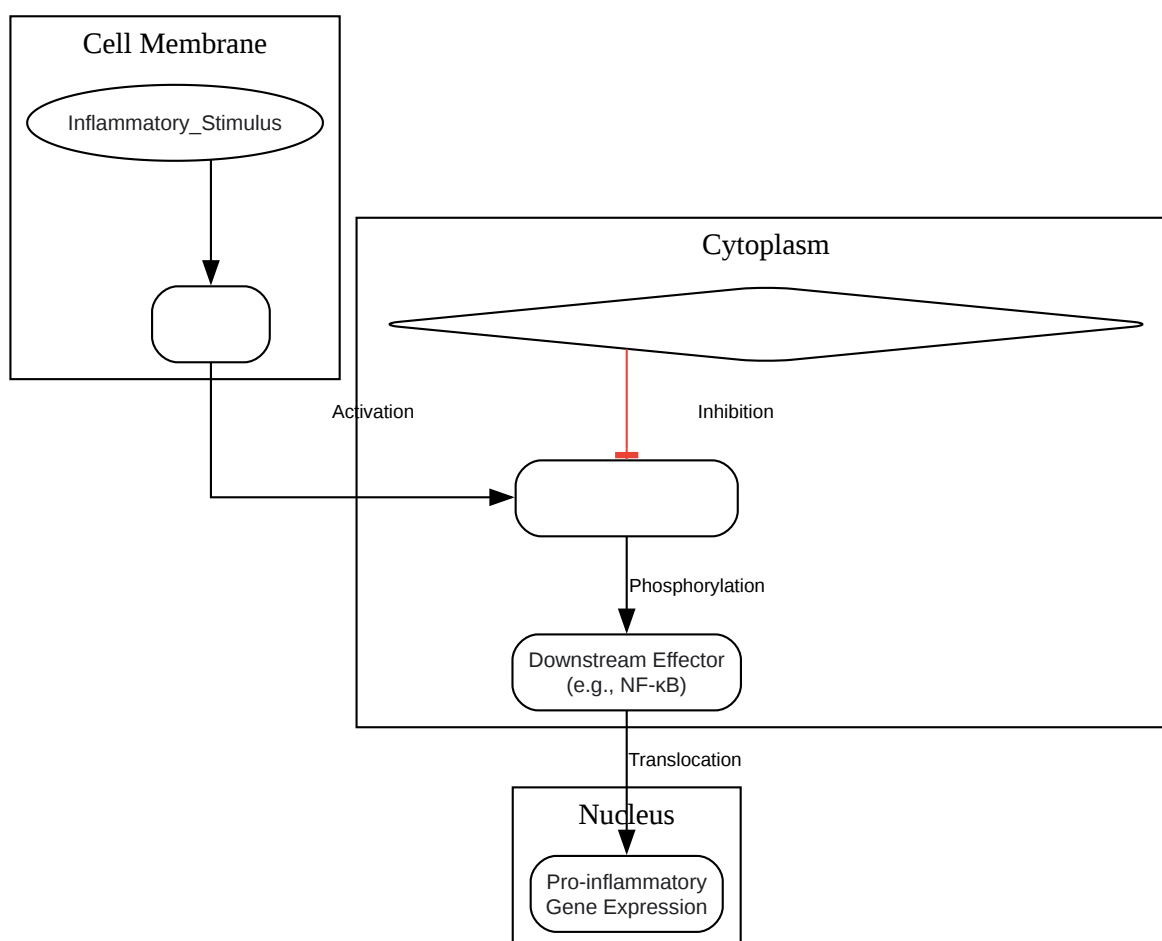 Cell Membrane
Inflammatory_Stimulus
Cytoplasm
Activation
Inhibition
Phosphorylation
Downstream Effector
(e.g., NF-κB)
Translocation
Nucleus
Pro-inflammatory
Gene Expression